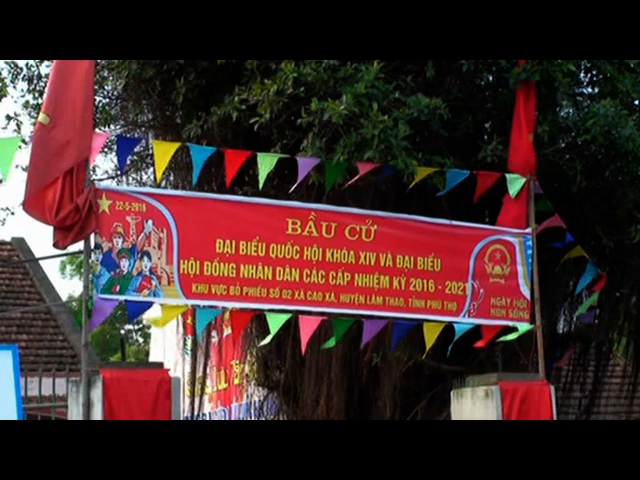 22-5-2016
BẦU CỬ
ĐẠI BIỂU QUỐC HỘI KHÓA XIV VÀ ĐẠI BIỂU
HỘI ĐỒNG NHÂN DÂN CÁC CẤP NHIỆM KỲ 2016 - 2021
KHU VỰC BỎ PHIẾU SỐ 02 XÃ CAO XÁ, HUYỆN LÂM THAO, TỈNH PHÚ THỌ
NGÀY HỘI
NON SÔNG